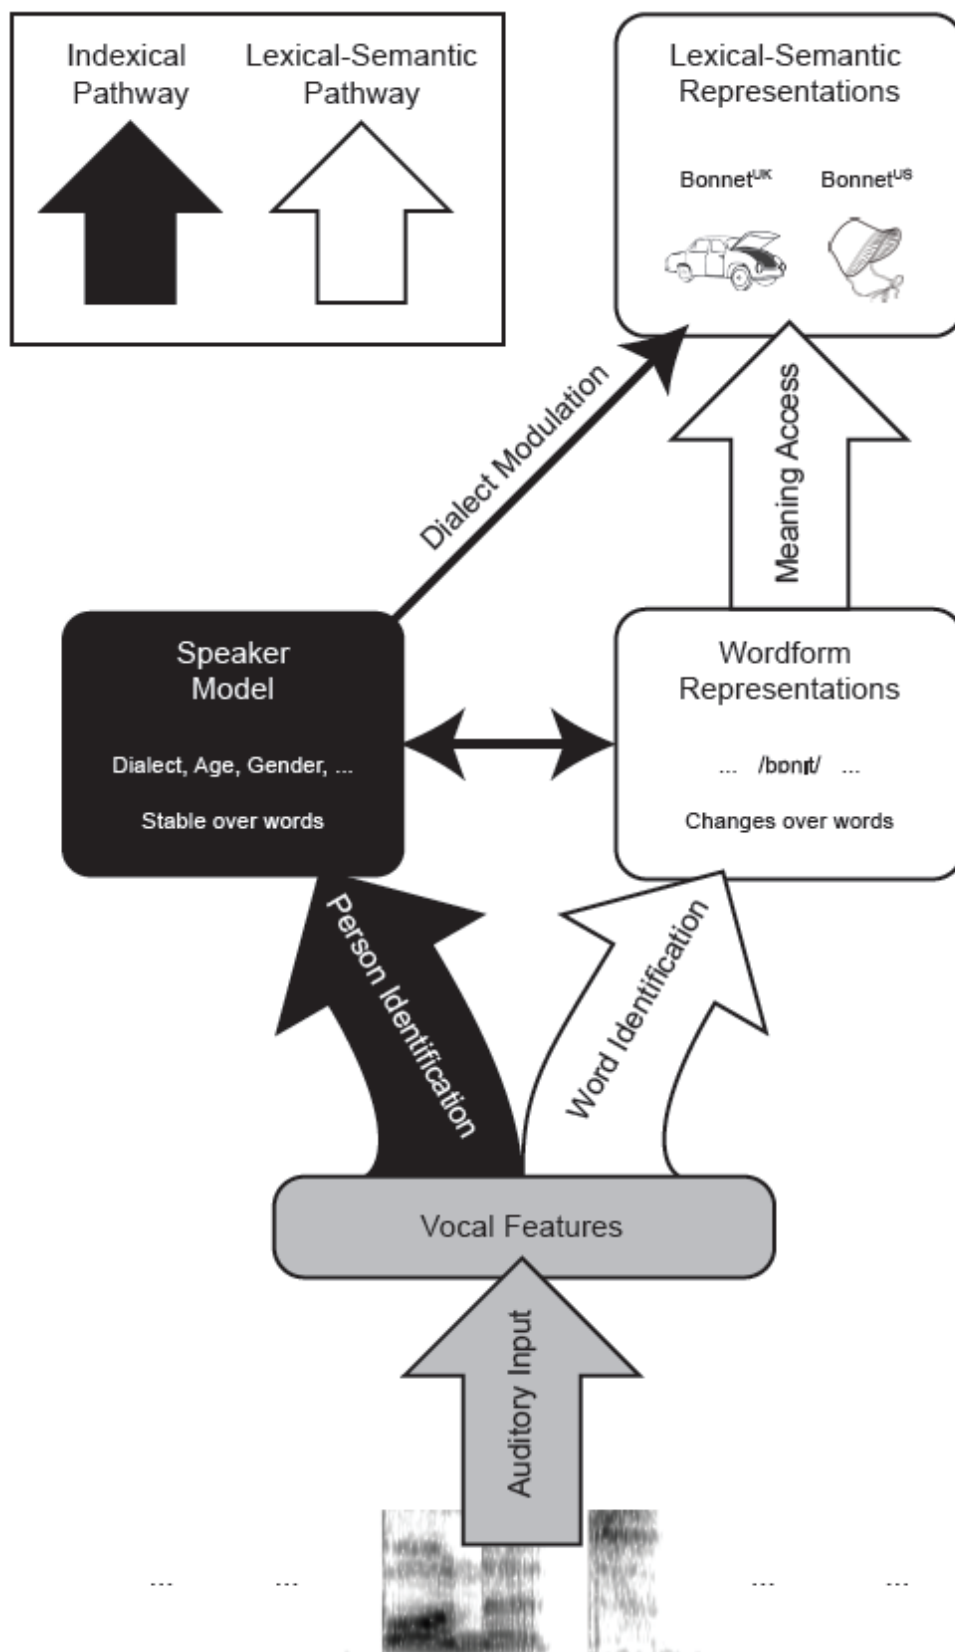 Indexical
Pathway
Lexical-Semantic
Pathway
Lexical-Semantic
Representations
Bonnet^UK
Bonnet^US
Dialect Modulation
Meaning Access
Speaker
Model
Dialect, Age, Gender, ...
Stable over words
Wordform
Representations
... /bɒnɪt/ ...
Changes over words
Person Identification
Word Identification
Vocal Features
Auditory Input
... ... ... ...